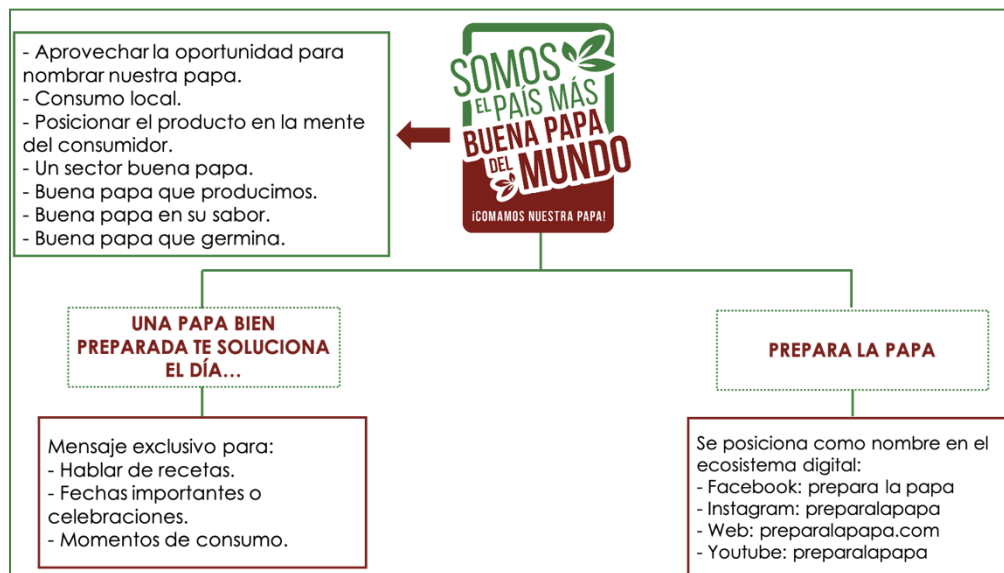 - Aprovechar la oportunidad para
nombrar nuestra papa.
- Consumo local.
- Posicionar el producto en la mente
del consumidor.
- Un sector buena papa.
- Buena papa que producimos.
- Buena papa en su sabor.
- Buena papa que germina.
SOMOS
EL PAÍS MÁS
BUENA PAPA
DEL MUNDO
¡COMAMOS NUESTRA PAPA!
UNA PAPA BIEN
PREPARADA TE SOLUCIONA
EL DÍA...
Mensaje exclusivo para:
- Hablar de recetas.
- Fechas importantes o
celebraciones.
- Momentos de consumo.
PREPARA LA PAPA
Se posiciona como nombre en el
ecosistema digital:
- Facebook: prepara la papa
- Instagram: preparalapapa
- Web: preparalapapa.com
- Youtube: preparalapapa